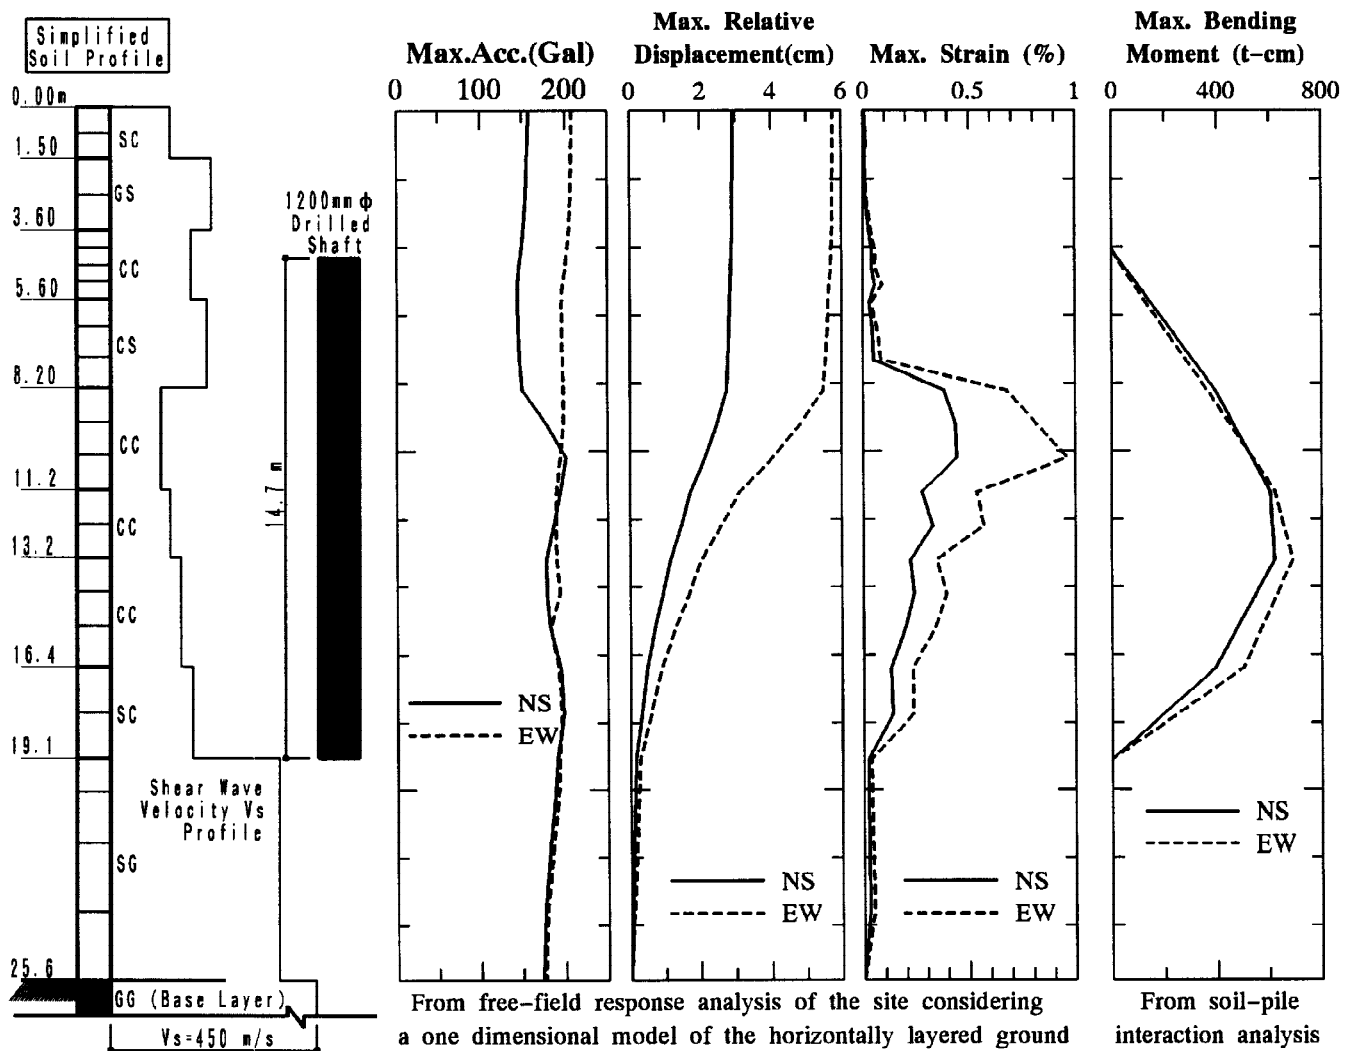 Simplified
Soil Profile
0.00m
1.50
3.60
5.60
8.20
11.2
13.2
16.4
19.1
25.6
SC
GS
CC
CS
CC
CC
CC
SC
SG
GG (Base Layer)
Vs=450 m/s
Shear Wave
Velocity Vs
Profile
1200mm ϕ
Drilled
Shaft
14.7 m
Max.Acc.(Gal)
0 100 200
NS
EW
Max. Relative
Displacement(cm)
0 2 4 6
NS
EW
Max. Strain (%)
0 0.5 1
NS
EW
Max. Bending
Moment (t-cm)
0 400 800
NS
EW
From free-field response analysis of the site considering
a one dimensional model of the horizontally layered ground
From soil-pile
interaction analysis